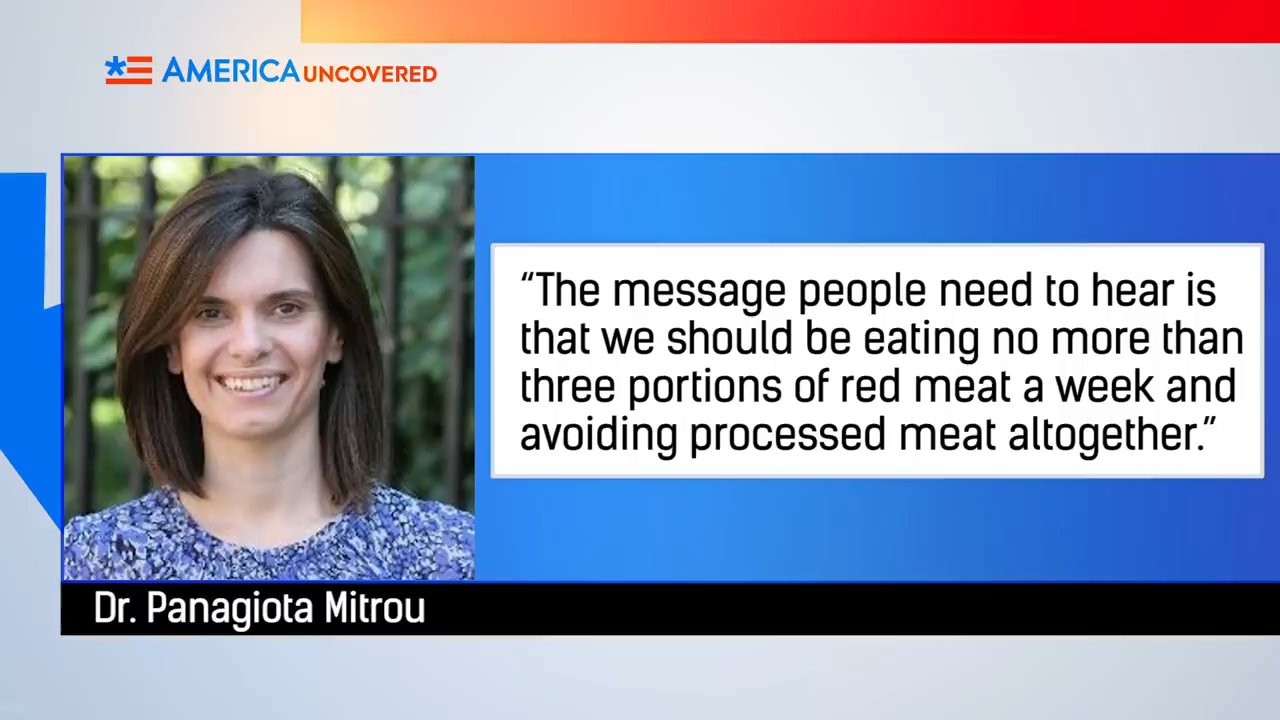 AMERICA UNCOVERED
“The message people need to hear is
that we should be eating no more than
three portions of red meat a week and
avoiding processed meat altogether.”
Dr. Panagiota Mitrou